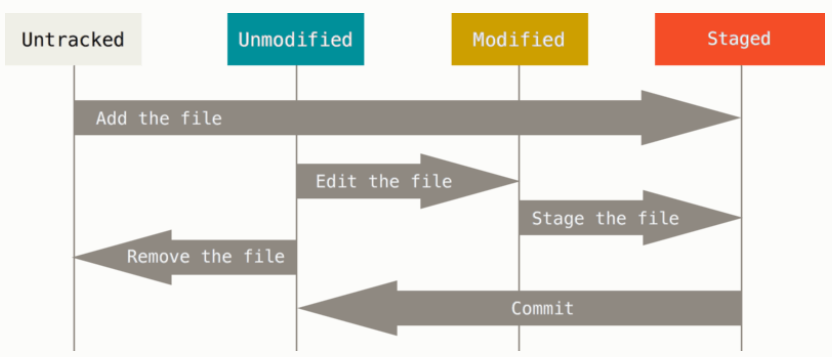 Untracked
Unmodified
Modified
Staged
Add the file
Edit the file
Stage the file
Remove the file
Commit